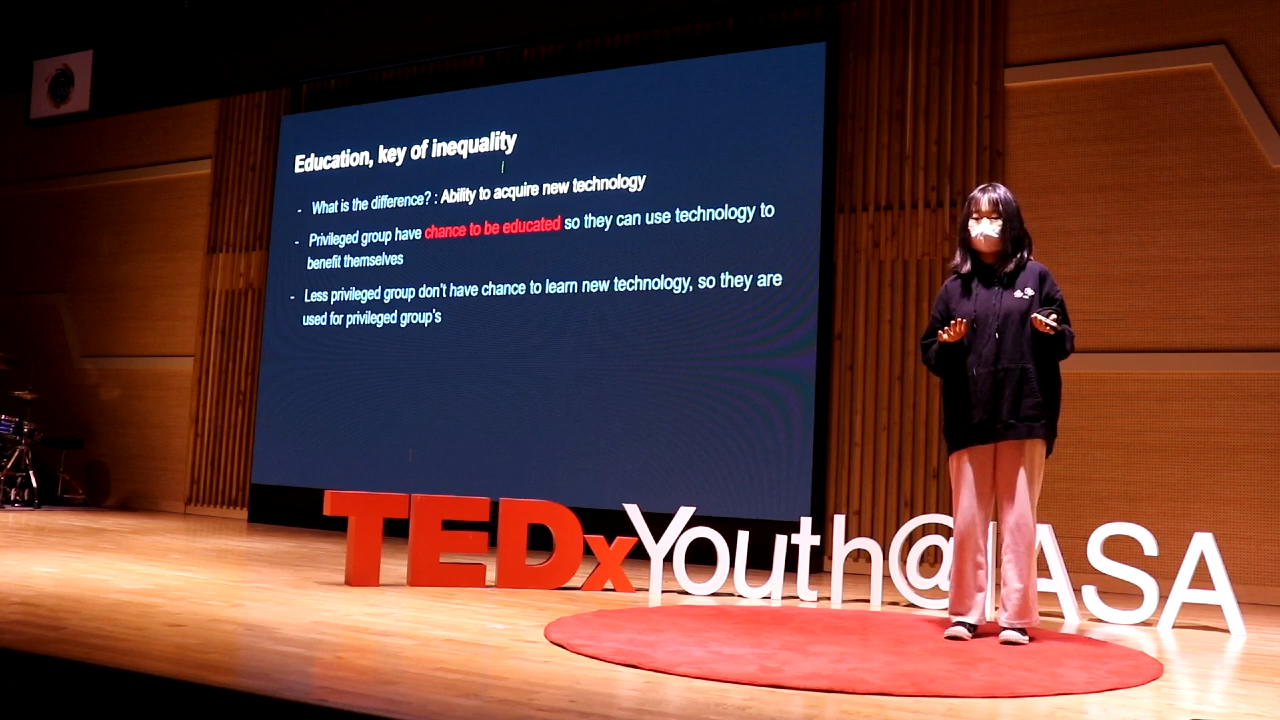 Education, key of inequality
- What is the difference? : Ability to acquire new technology
- Privileged group have chance to be educated so they can use technology to
benefit themselves
- Less privileged group don't have chance to learn new technology, so they are
used for privileged group's
TEDxYouth@IASA